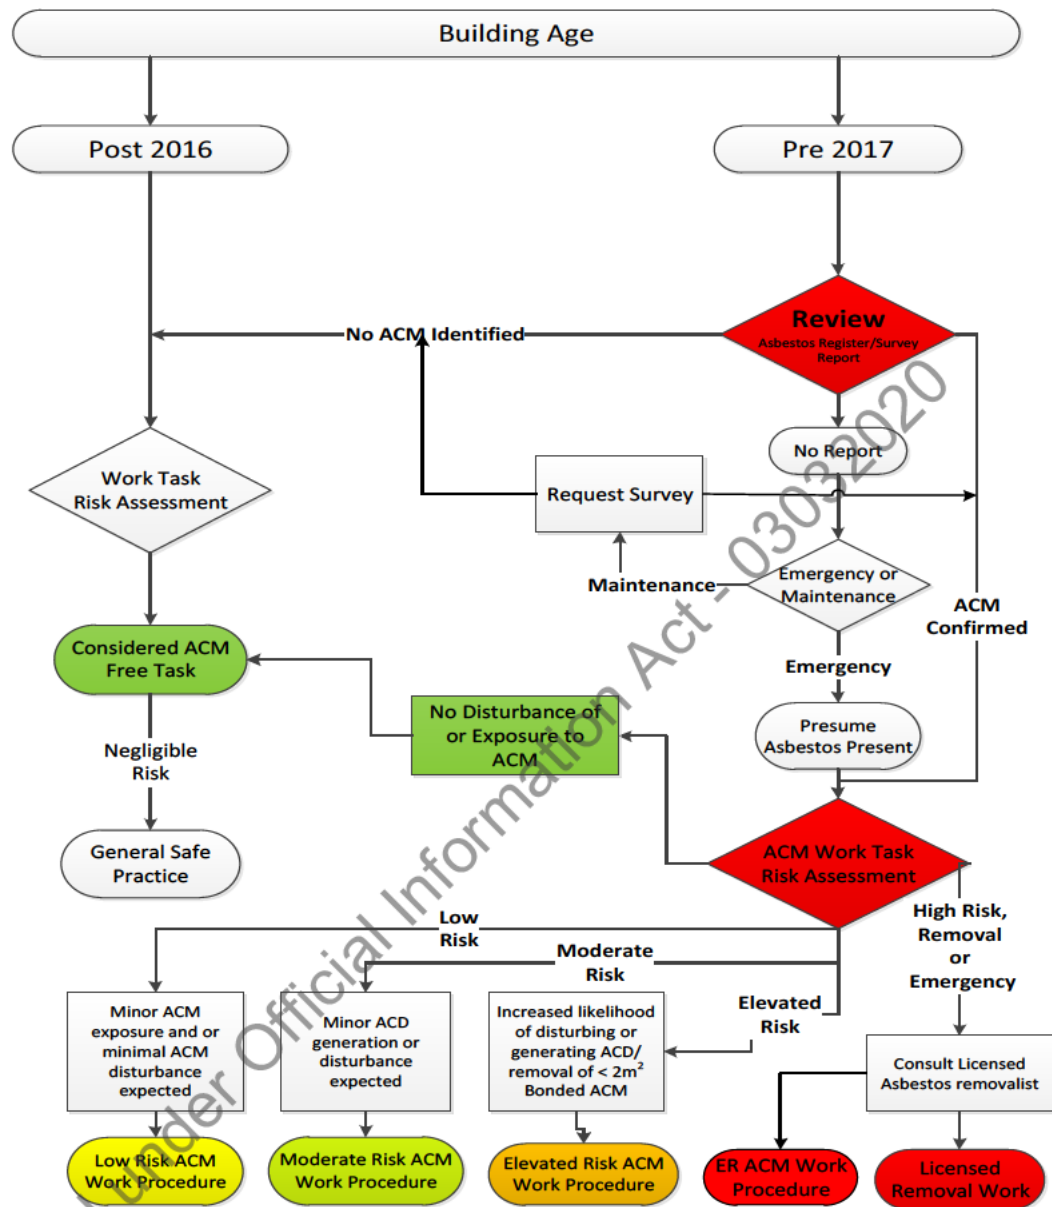 Building Age
Post 2016
Pre 2017
Review
Asbestos Register/Survey
Report
No ACM Identified
No Report
Work Task
Risk Assessment
Request Survey
Emergency or
Maintenance
Maintenance
ACM
Confirmed
Considered ACM
Free Task
Emergency
No Disturbance of
or Exposure to
ACM
Presume
Asbestos Present
Negligible
Risk
General Safe
Practice
ACM Work Task
Risk Assessment
High Risk,
Removal
or
Emergency
Low
Risk
Moderate
Risk
Elevated
Risk
Minor ACM
exposure and or
minimal ACM
disturbance
expected
Minor ACD
generation or
disturbance
expected
Increased likelihood
of disturbing or
generating ACD/
removal of < 2m²
Bonded ACM
Consult Licensed
Asbestos removalist
Low Risk ACM
Work Procedure
Moderate Risk ACM
Work Procedure
Elevated Risk ACM
Work Procedure
ER ACM Work
Procedure
Licensed
Removal Work
under Official Information Act - 03032020